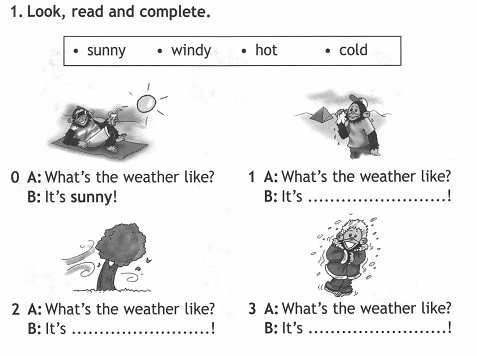 1. Look, read and complete.
• sunny • windy • hot • cold
0 A: What's the weather like?
B: It's sunny!
1 A: What's the weather like?
B: It's ..........................!
2 A: What's the weather like?
B: It's ..........................!
3 A: What's the weather like?
B: It's ..........................!